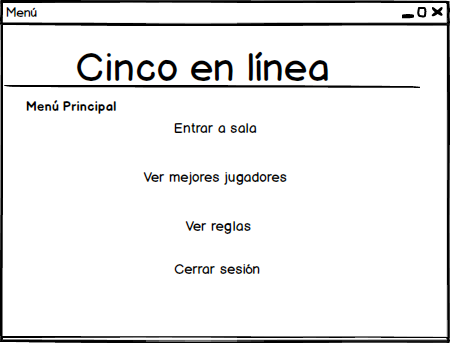 Menú
Cinco en línea
Menú Principal
Entrar a sala
Ver mejores jugadores
Ver reglas
Cerrar sesión